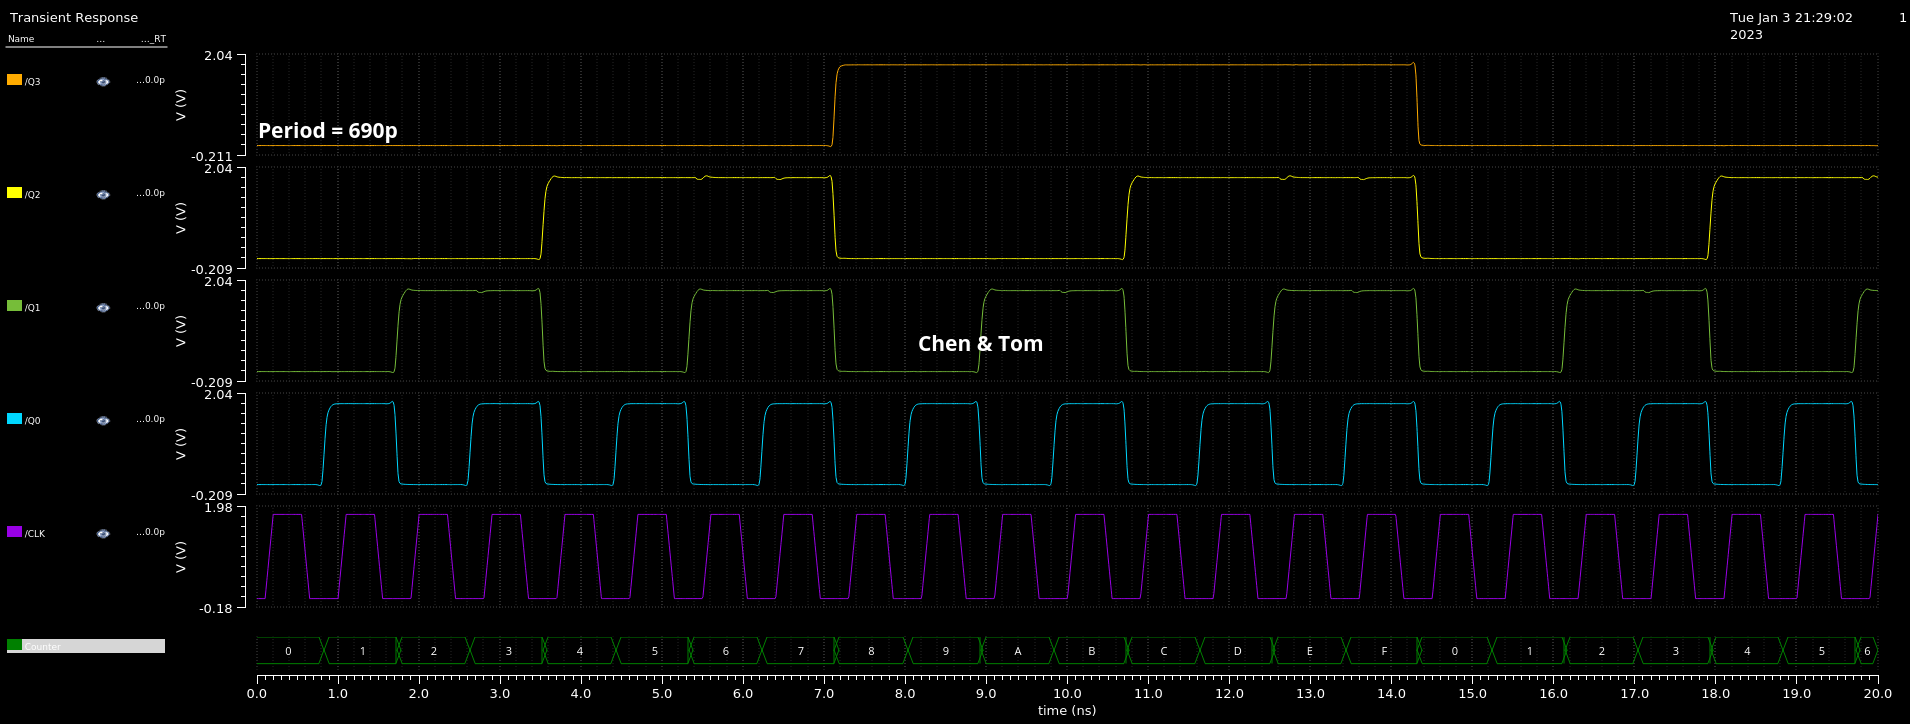 Transient Response
Tue Jan 3 21:29:02 1
2023
Name ... ..._RT
2.04
/Q3 ...0.0p
V (V)
Period = 690p
-0.211
2.04
/Q2 ...0.0p
V (V)
-0.209
2.04
/Q1 ...0.0p
V (V)
Chen & Tom
-0.209
2.04
/Q0 ...0.0p
V (V)
-0.209
1.98
/CLK ...0.0p
V (V)
-0.18
Counter 0 1 2 3 4 5 6 7 8 9 A B C D E F 0 1 2 3 4 5 6
0.0 1.0 2.0 3.0 4.0 5.0 6.0 7.0 8.0 9.0 10.0 11.0 12.0 13.0 14.0 15.0 16.0 17.0 18.0 19.0 20.0
time (ns)